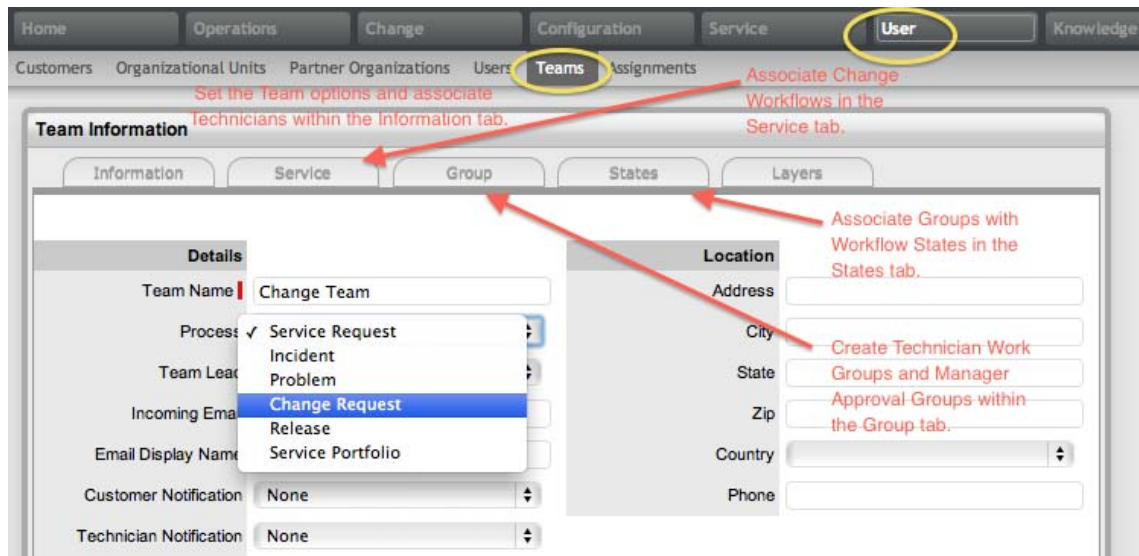 Home Operations Change Configuration Service User Knowledge
Customers Organizational Units Partner Organizations Users Teams Assignments
Set the Team options and associate
Technicians within the Information tab.
Associate Change
Workflows in the
Service tab.
Team Information
Information Service Group States Layers
Associate Groups with
Workflow States in the
States tab.
Details
Team Name Change Team
Process ✓ Service Request
Incident
Problem
Change Request
Release
Service Portfolio
Team Lead
Incoming Email
Email Display Name
Customer Notification None
Technician Notification None
Location
Address
City
State
Zip
Country
Phone
Create Technician Work
Groups and Manager
Approval Groups within
the Group tab.